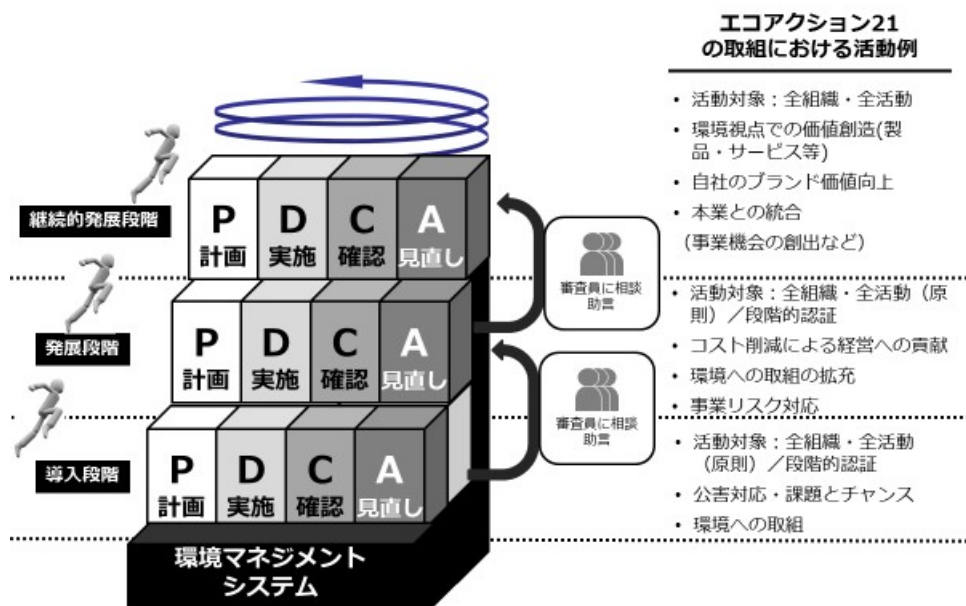 エコアクション21
の取組における活動例
• 活動対象：全組織・全活動
• 環境視点での価値創造(製
品・サービス等)
• 自社のブランド価値向上
• 本業との統合
(事業機会の創出など)
継続的発展段階
P D C A
計画 実施 確認 見直し
審査員に相談
助言
• 活動対象：全組織・全活動（原
則）／段階的認証
• コスト削減による経営への貢献
• 環境への取組の拡充
• 事業リスク対応
発展段階
P D C A
計画 実施 確認 見直し
審査員に相談
助言
• 活動対象：全組織・全活動
（原則）／段階的認証
• 公害対応・課題とチャンス
• 環境への取組
導入段階
P D C A
計画 実施 確認 見直し
環境マネジメント
システム